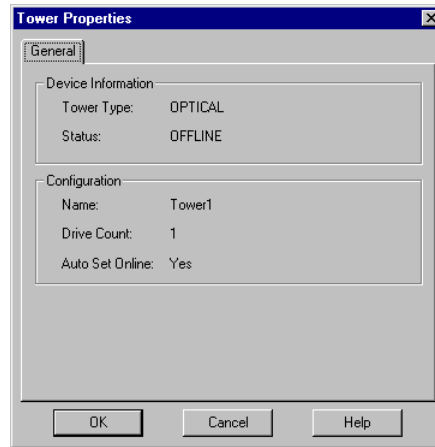 Tower Properties
General
Device Information
Tower Type: OPTICAL
Status: OFFLINE
Configuration
Name: Tower1
Drive Count: 1
Auto Set Online: Yes
OK Cancel Help